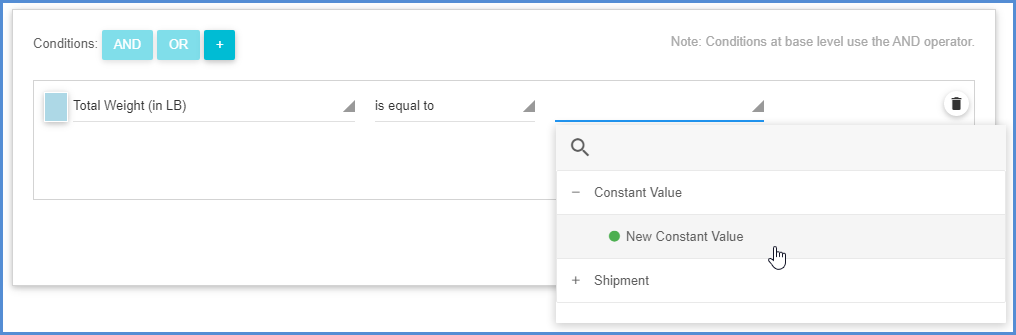 Conditions: AND OR +
Note: Conditions at base level use the AND operator.
Total Weight (in LB) is equal to
− Constant Value
New Constant Value
+ Shipment